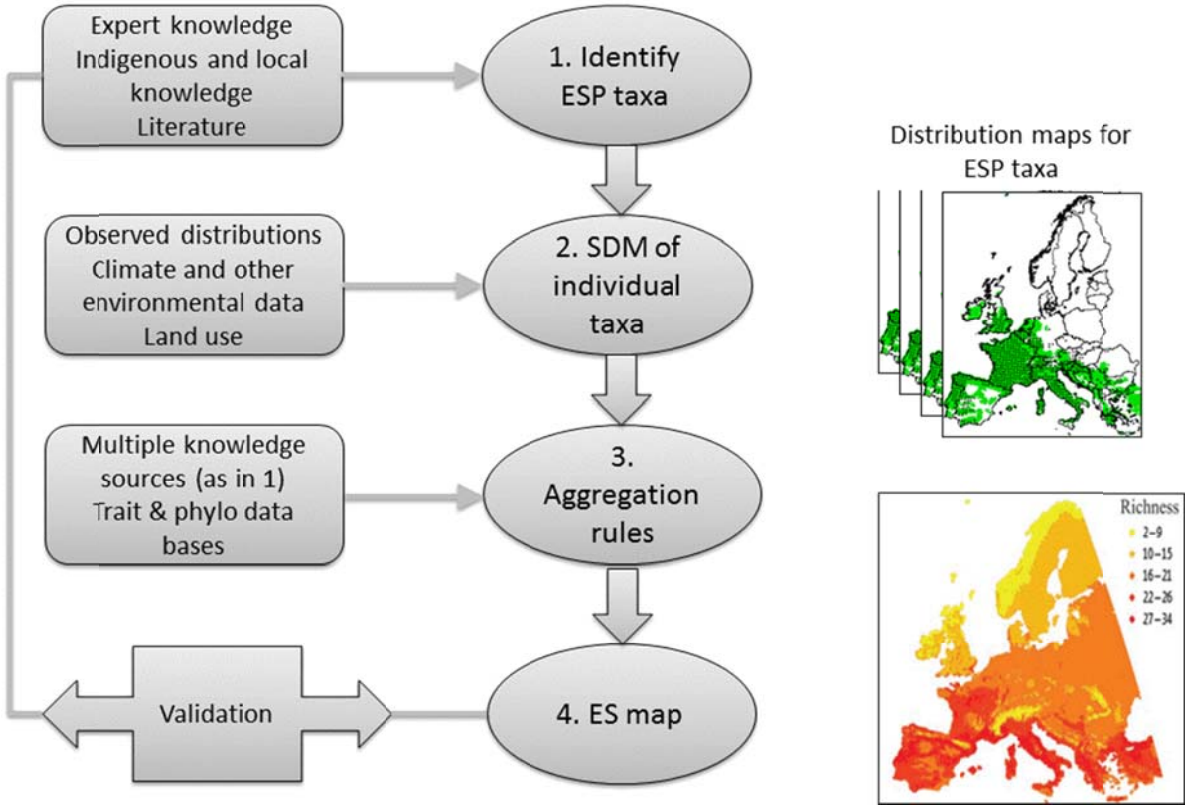 Expert knowledge
Indigenous and local
knowledge
Literature
1. Identify
ESP taxa
Observed distributions
Climate and other
environmental data
Land use
2. SDM of
individual
taxa
Multiple knowledge
sources (as in 1)
Trait & phylo data
bases
3.
Aggregation
rules
Validation
4. ES map
Distribution maps for
ESP taxa
Richness
2–9
10–15
16–21
22–26
27–34